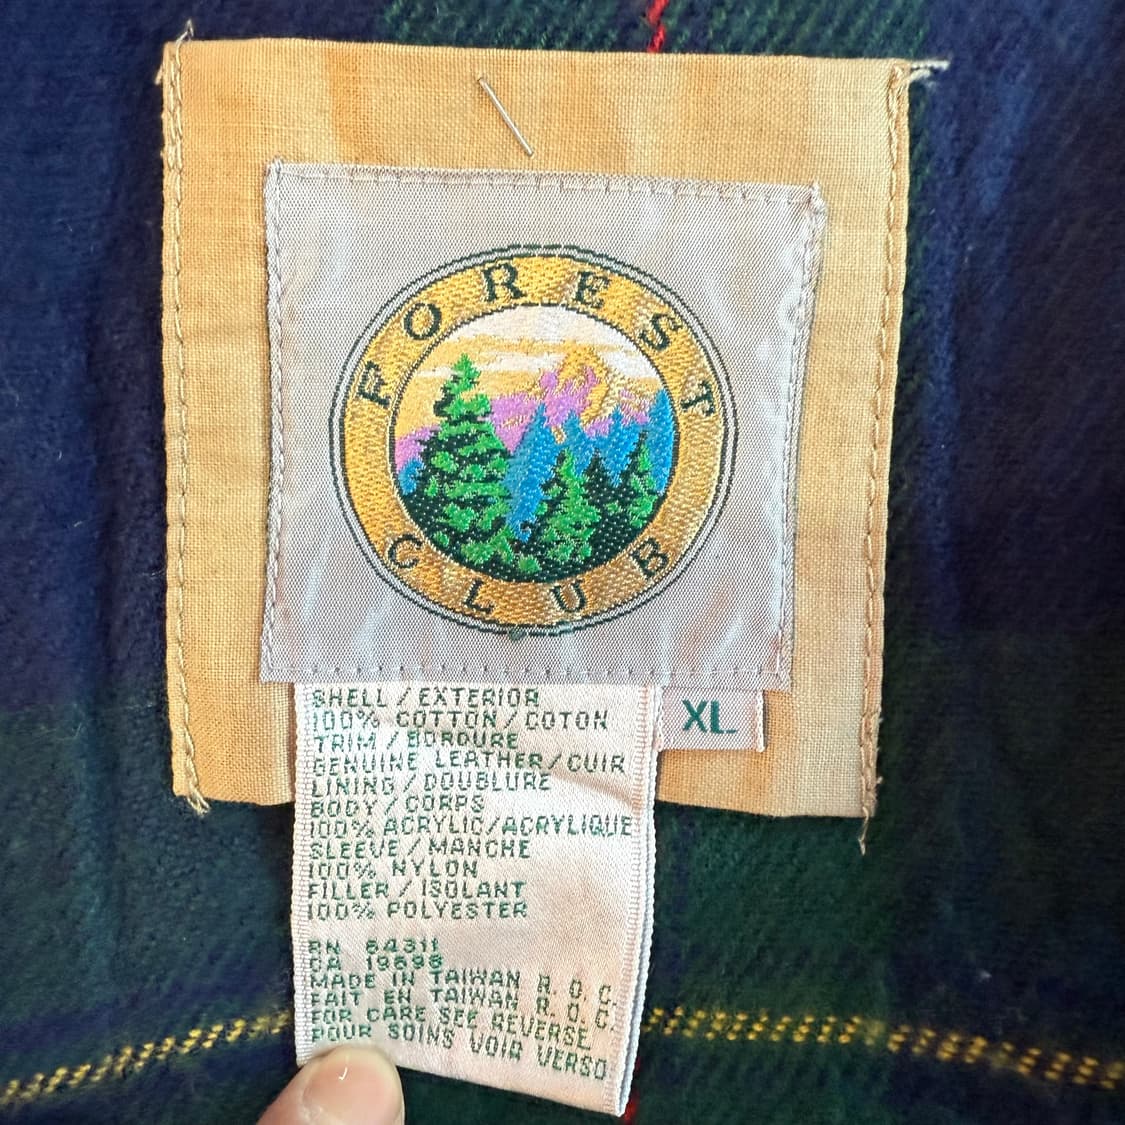 FOREST
CLUB
XL
SHELL/EXTERIOR
100% COTTON/COTON
TRIM/BORDURE
GENUINE LEATHER/CUIR
LINING/DOUBLURE
BODY/CORPS
100% ACRYLIC/ACRYLIQUE
SLEEVE/MANCHE
100% NYLON
FILLER/ISOLANT
100% POLYESTER
RN 64311
CA 19698
MADE IN TAIWAN R.O.C.
FAIT EN TAIWAN R.O.C.
FOR CARE SEE REVERSE
POUR SOINS VOIR VERSO